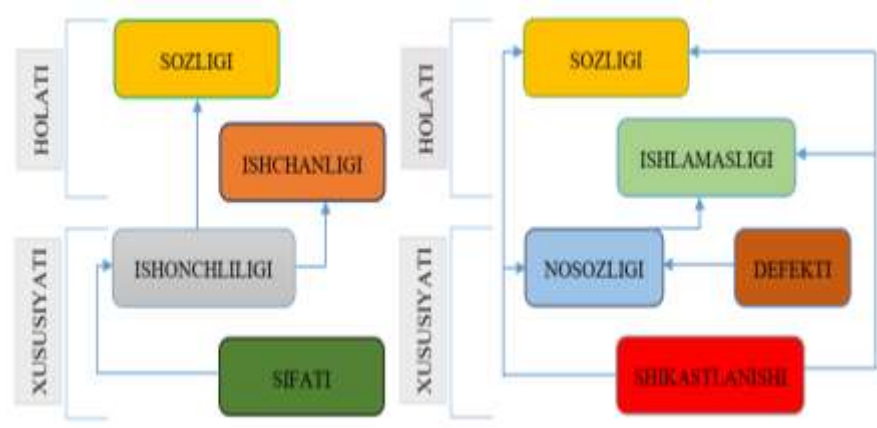 HOLATI
SOZLIGI
ISHCHANLIGI
XUSUSIYATI
ISHONCHLILIGI
SIFATI
HOLATI
SOZLIGI
ISHLAMASLIGI
XUSUSIYATI
NOSOZLIGI
DEFEKTI
SHIKASTLANISHI